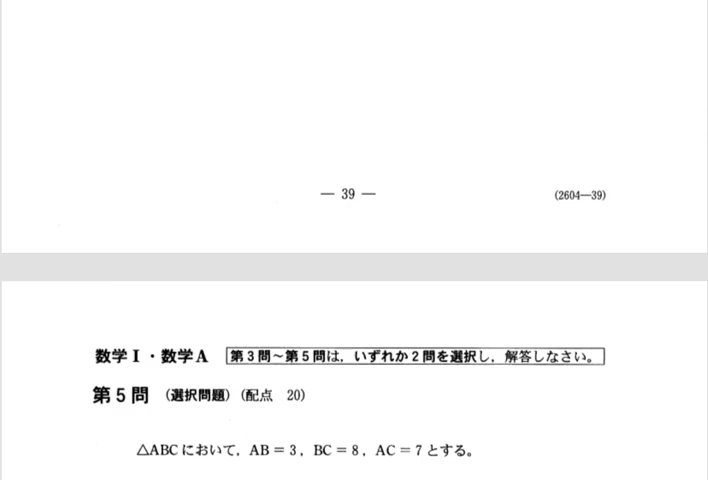 — 39 —
(2604—39)
数学Ⅰ・数学A 第3問〜第5問は，いずれか2問を選択し，解答しなさい。
第5問 （選択問題）（配点 20）
△ABCにおいて，AB = 3，BC = 8，AC = 7とする。